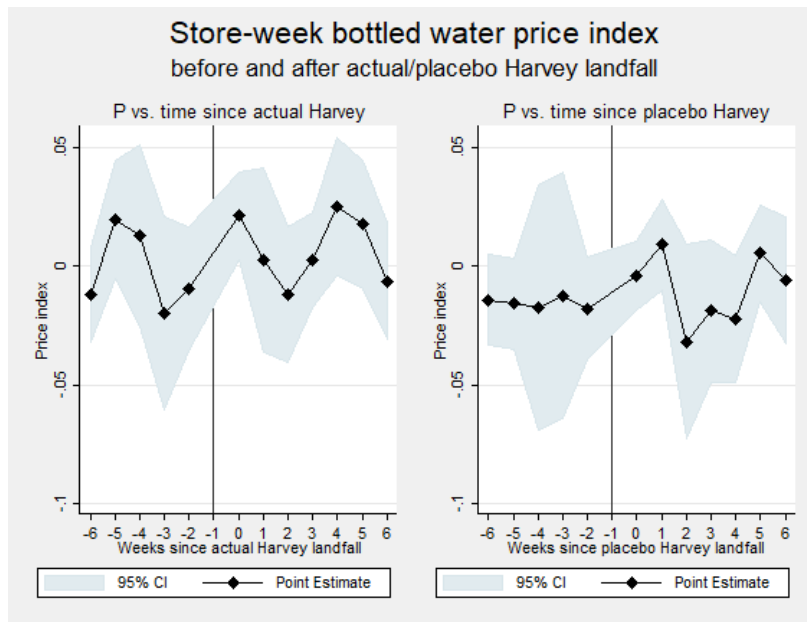 Store-week bottled water price index
before and after actual/placebo Harvey landfall
P vs. time since actual Harvey
Price index
.05
0
-.05
-.1
-6 -5 -4 -3 -2 -1 0 1 2 3 4 5 6
Weeks since actual Harvey landfall
95% CI Point Estimate
P vs. time since placebo Harvey
Price index
.05
0
-.05
-.1
-6 -5 -4 -3 -2 -1 0 1 2 3 4 5 6
Weeks since placebo Harvey landfall
95% CI Point Estimate